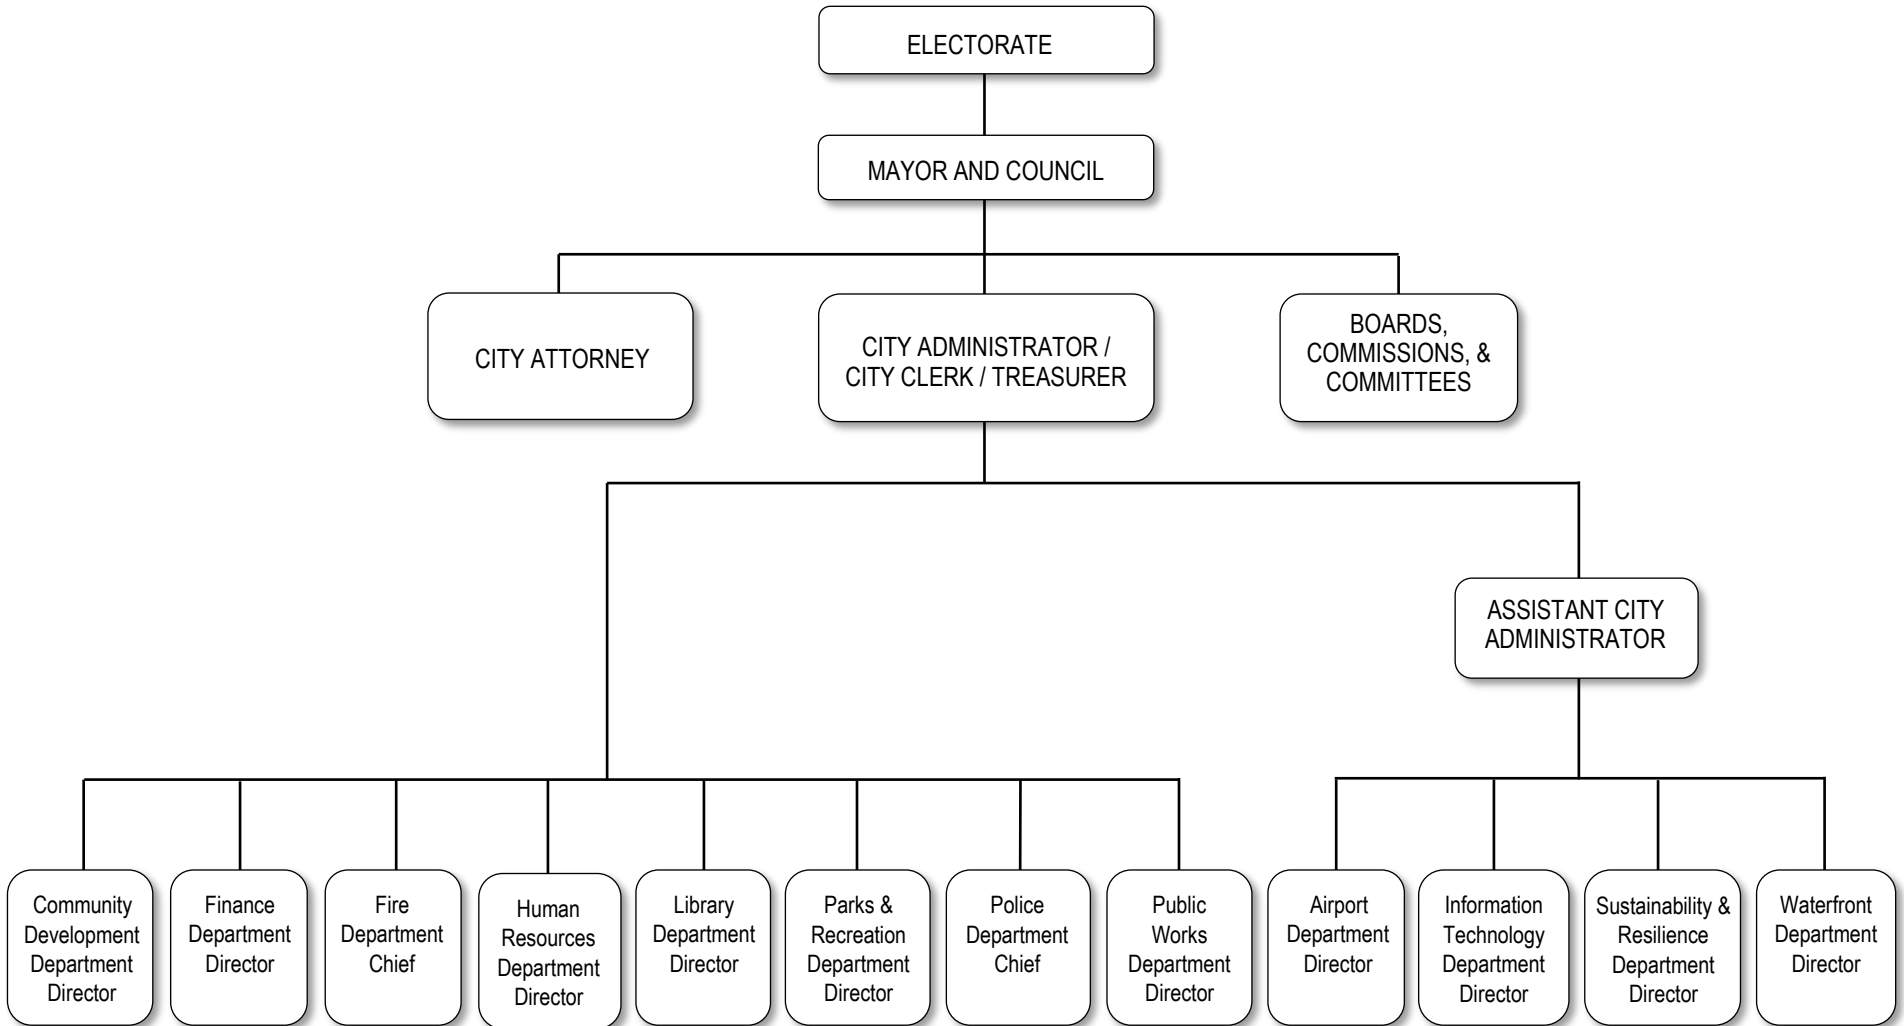 ELECTORATE
MAYOR AND COUNCIL
CITY ATTORNEY
CITY ADMINISTRATOR /
CITY CLERK / TREASURER
BOARDS,
COMMISSIONS, &
COMMITTEES
ASSISTANT CITY
ADMINISTRATOR
Community
Development
Department
Director
Finance
Department
Director
Fire
Department
Chief
Human
Resources
Department
Director
Library
Department
Director
Parks &
Recreation
Department
Director
Police
Department
Chief
Public
Works
Department
Director
Airport
Department
Director
Information
Technology
Department
Director
Sustainability &
Resilience
Department
Director
Waterfront
Department
Director